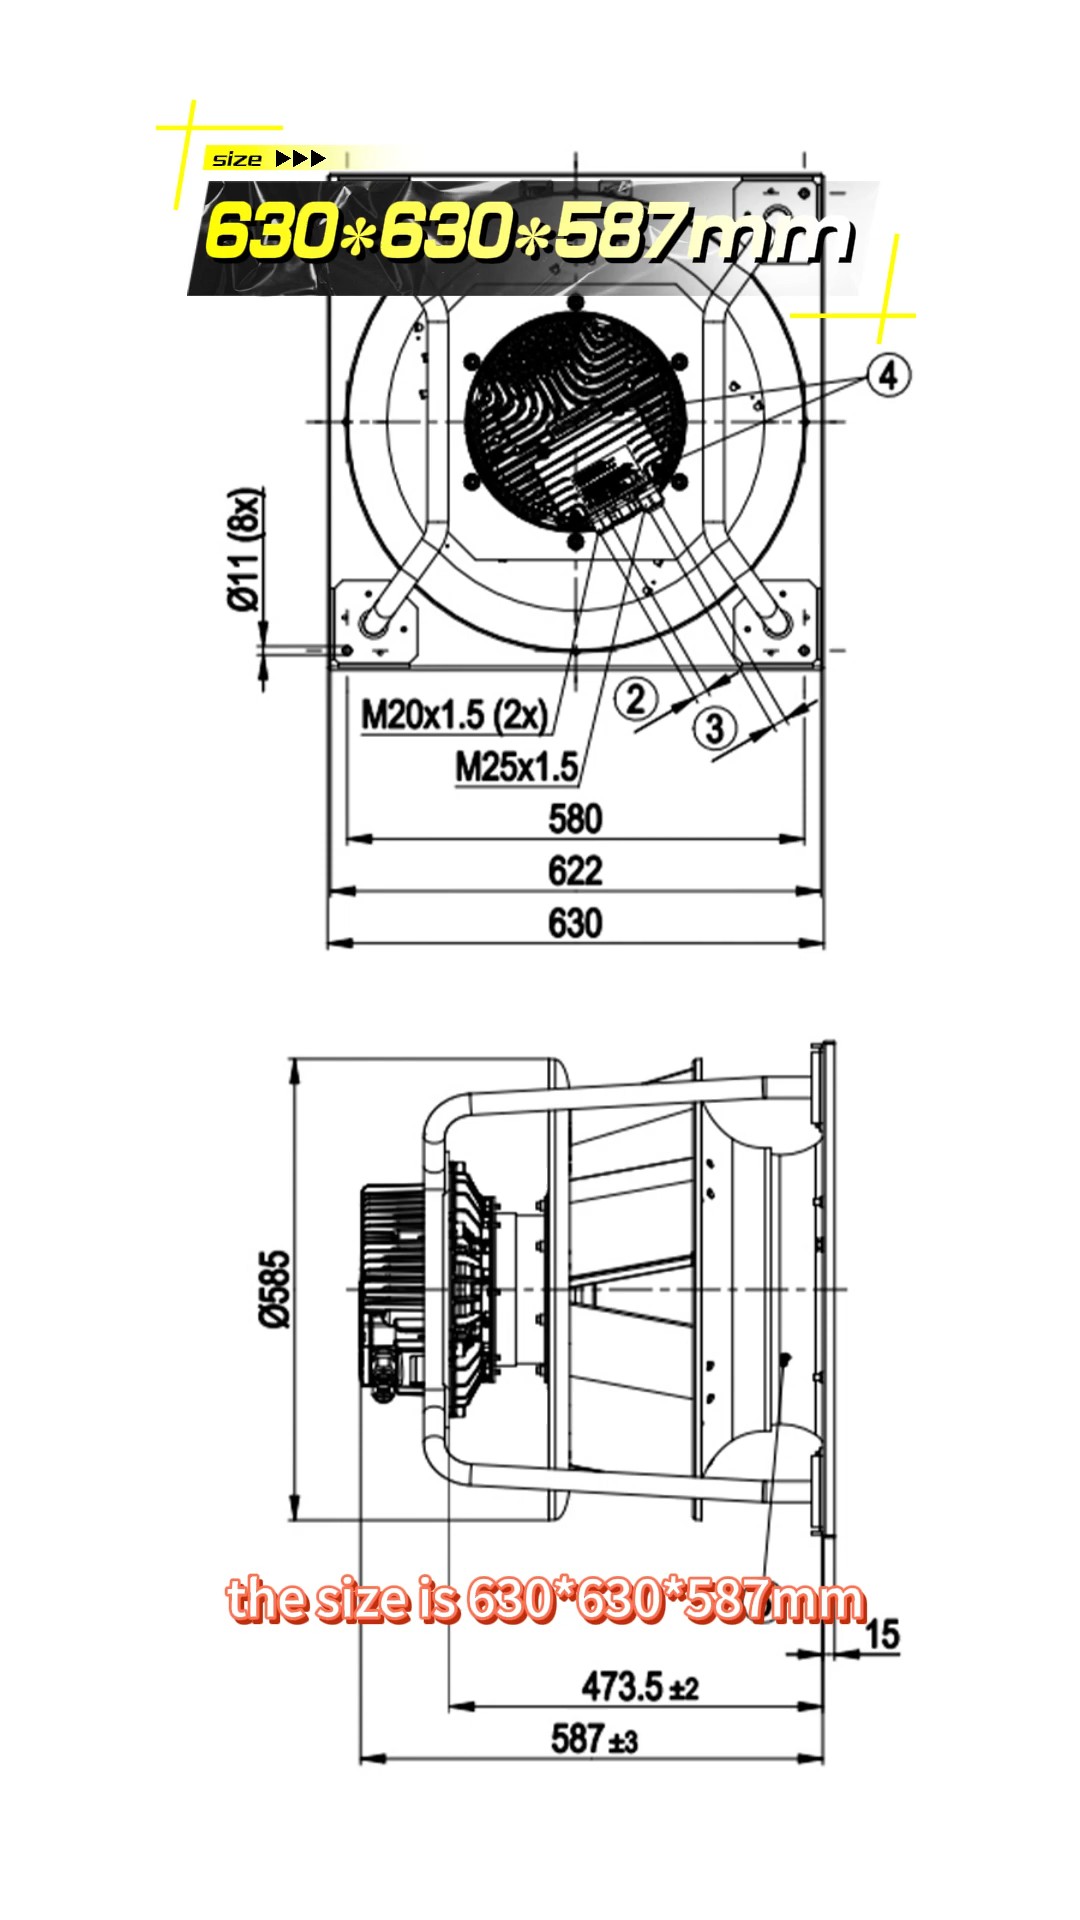 size
630*630*587mm
4
Ø11 (8x)
2
M20x1.5 (2x)
3
M25x1.5
580
622
630
Ø585
the size is 630*630*587mm
15
473.5 ±2
587 ±3